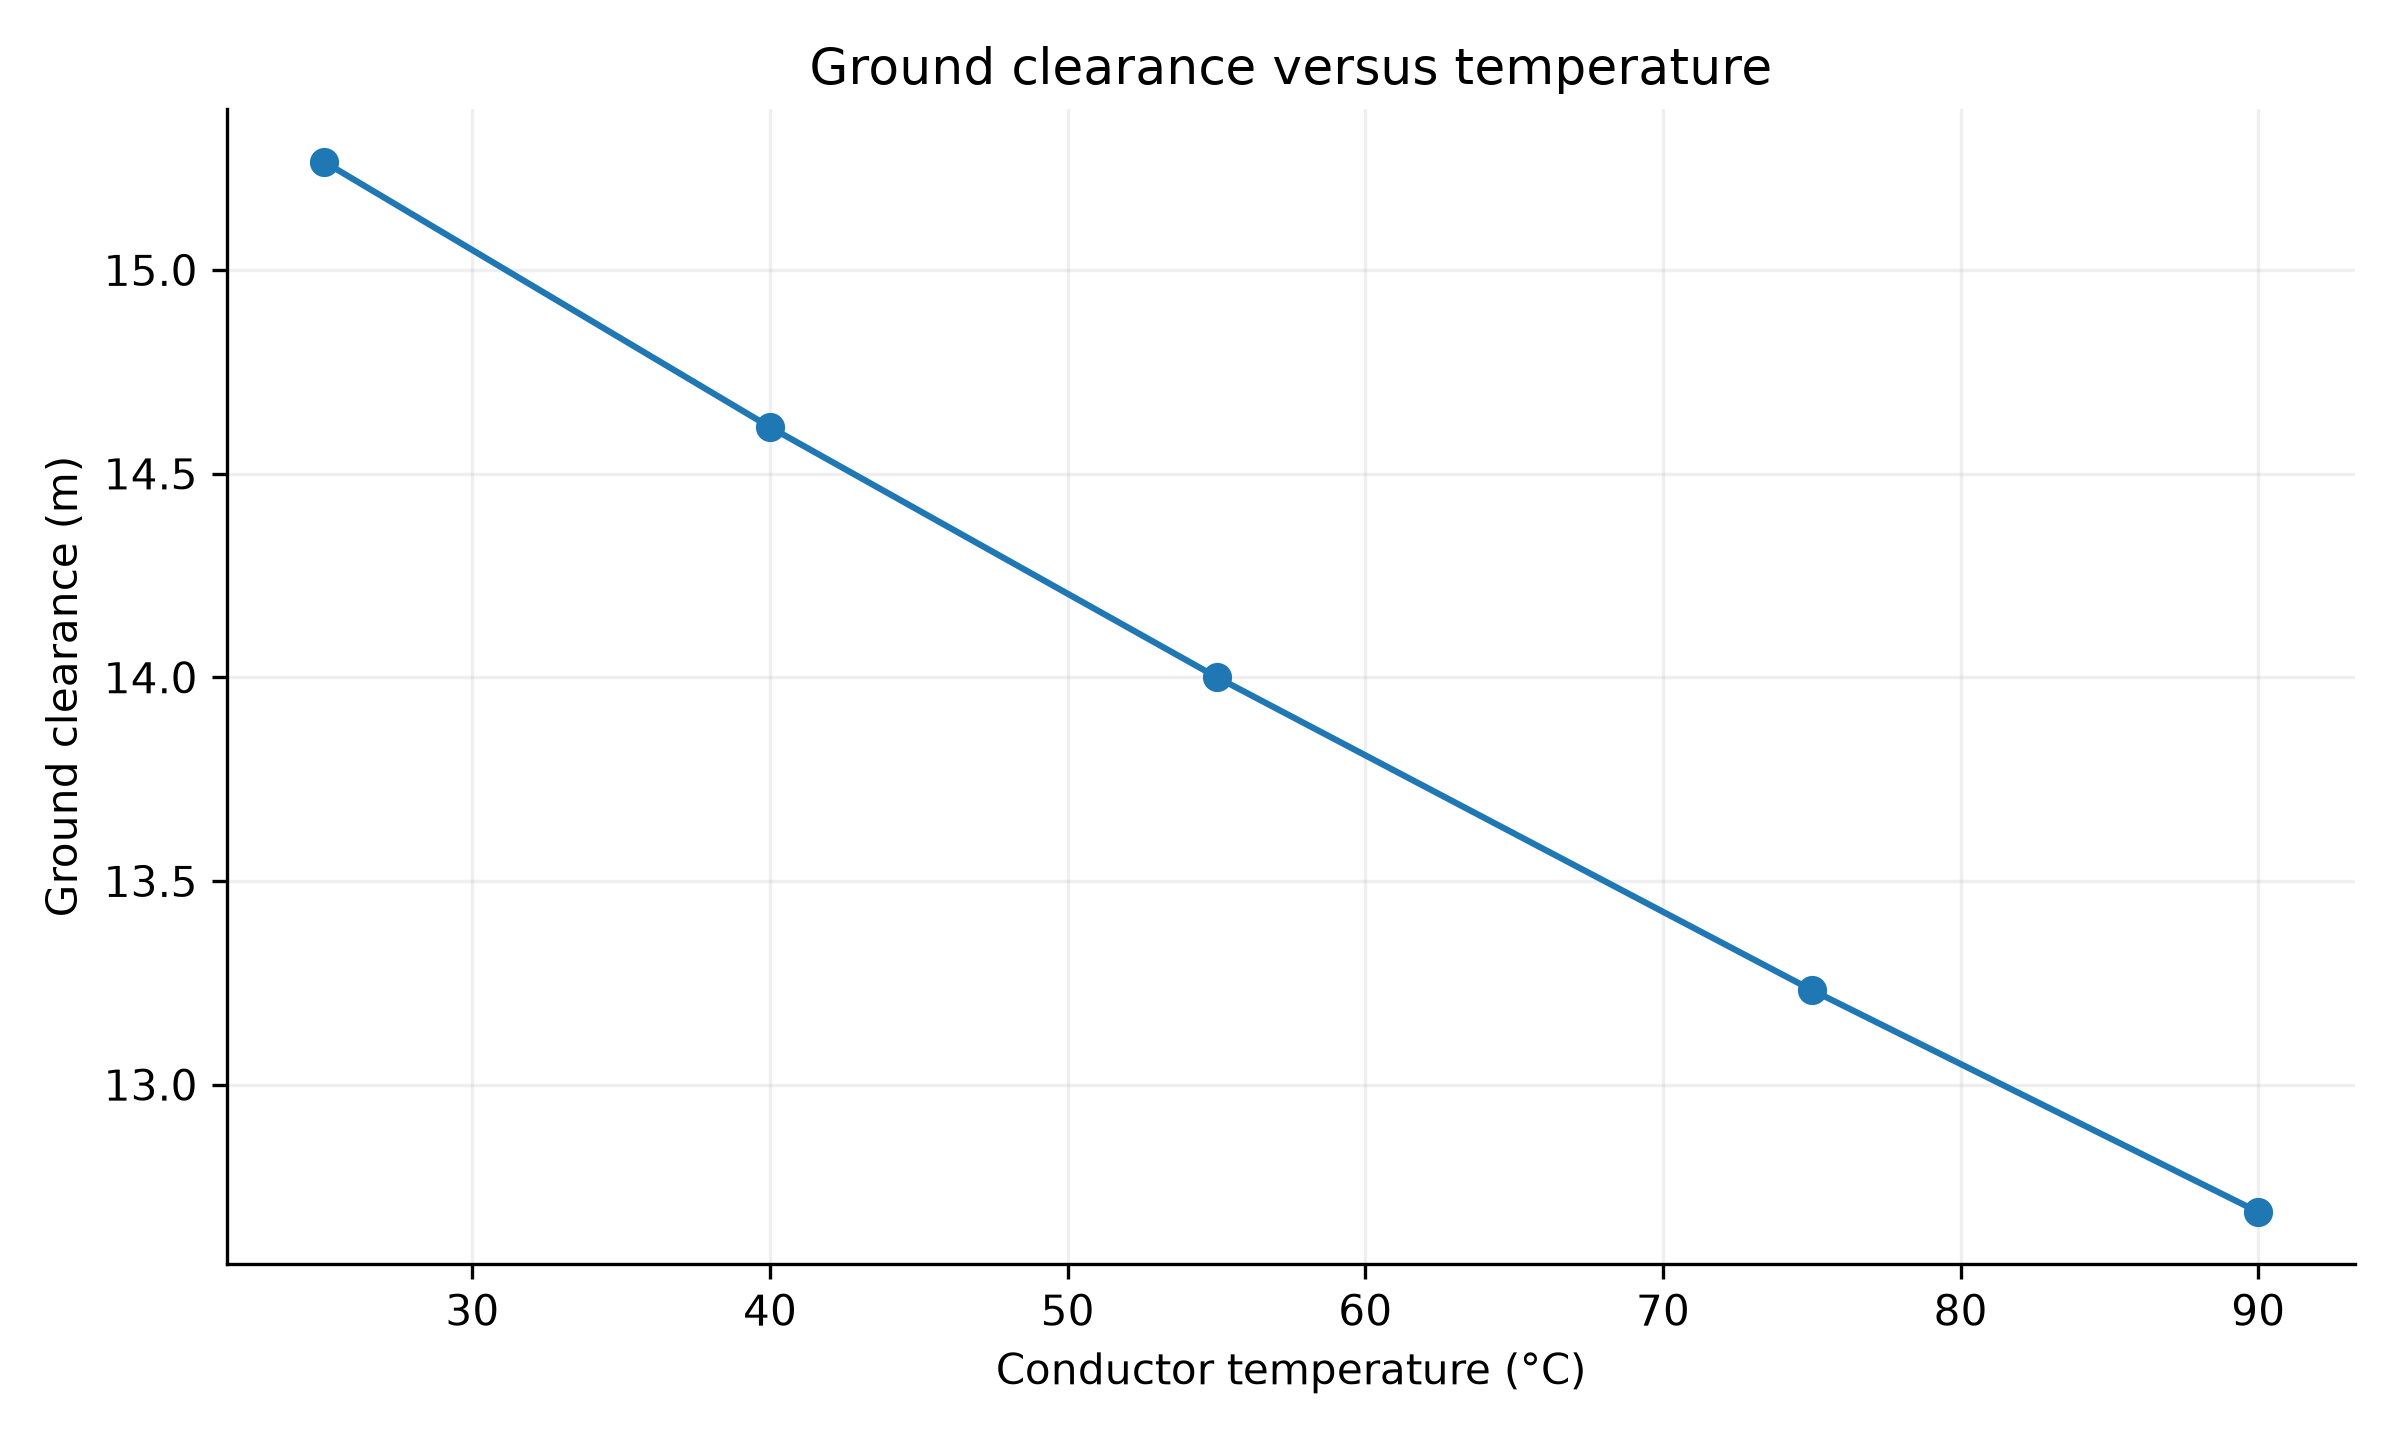 Ground clearance versus temperature
15.0
14.5
14.0
13.5
13.0
Ground clearance (m)
30 40 50 60 70 80 90
Conductor temperature (°C)